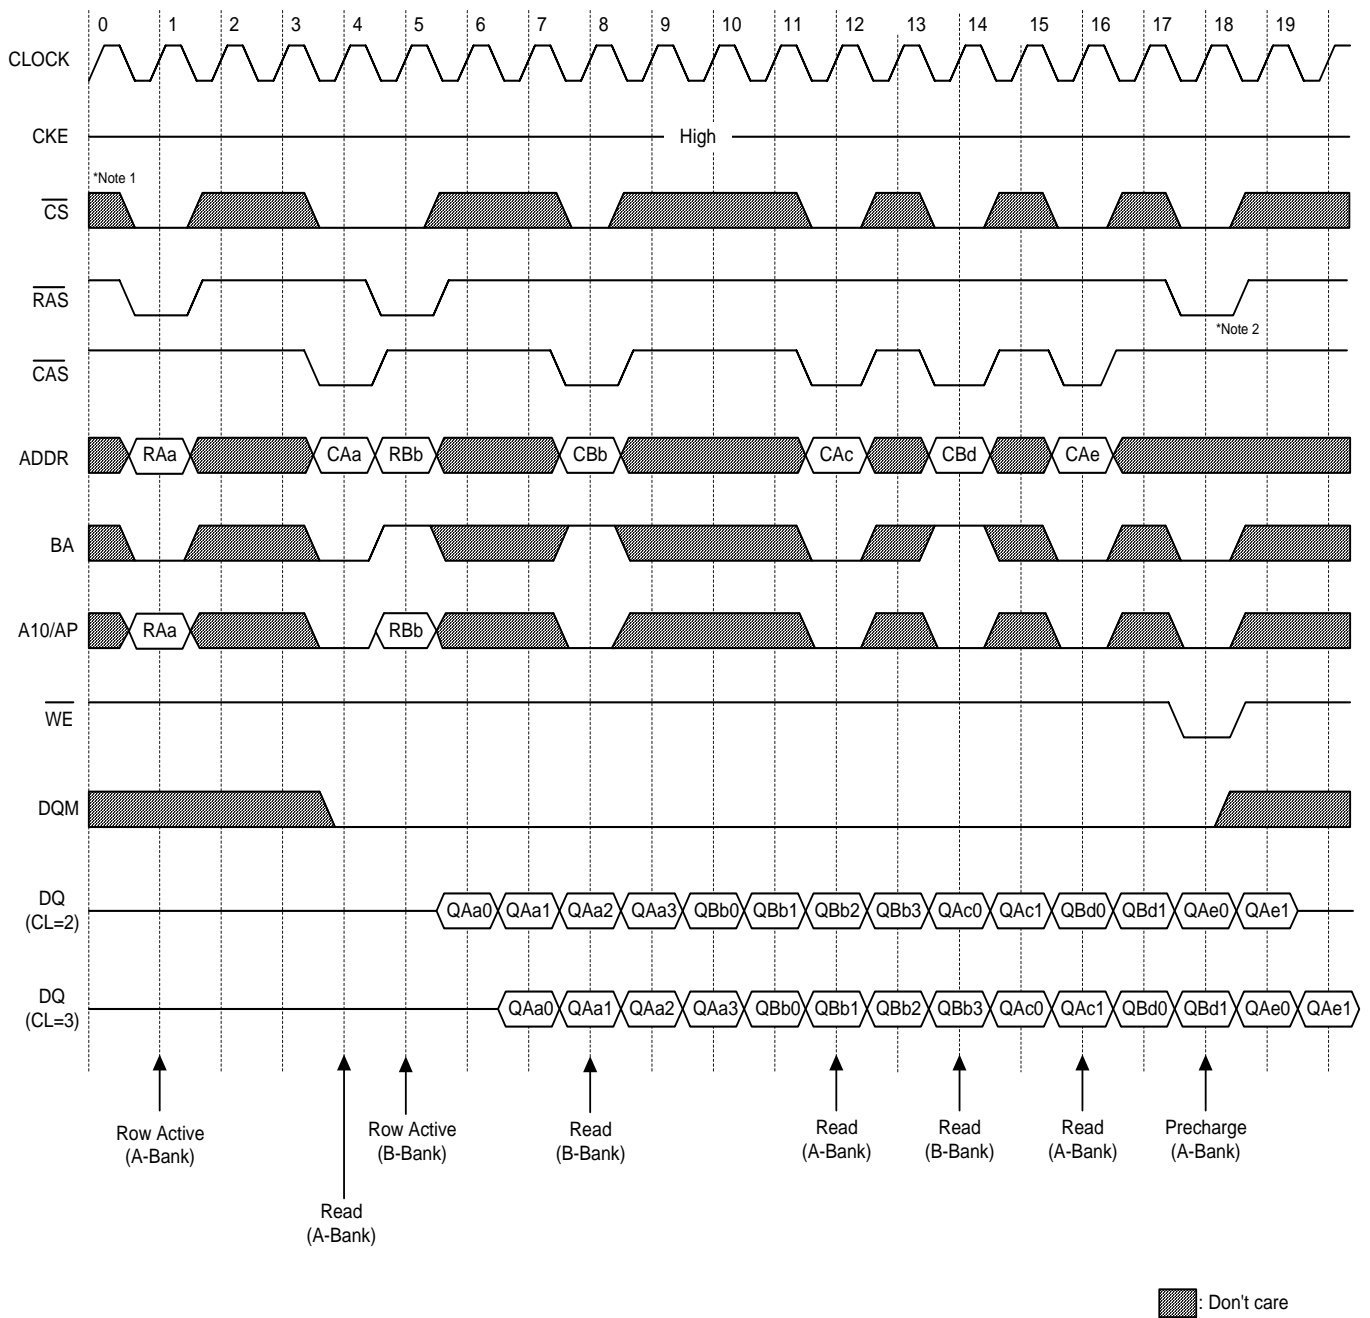 0 1 2 3 4 5 6 7 8 9 10 11 12 13 14 15 16 17 18 19
CLOCK
CKE High
*Note 1
CS
RAS
*Note 2
CAS
ADDR RAa CAa RBb CBb CAc CBd CAe
BA
A10/AP RAa RBb
WE
DQM
DQ
(CL=2)
QAa0 QAa1 QAa2 QAa3 QBb0 QBb1 QBb2 QBb3 QAc0 QAc1 QBd0 QBd1 QAe0 QAe1
DQ
(CL=3)
QAa0 QAa1 QAa2 QAa3 QBb0 QBb1 QBb2 QBb3 QAc0 QAc1 QBd0 QBd1 QAe0 QAe1
Row Active
(A-Bank)
Read
(A-Bank)
Row Active
(B-Bank)
Read
(B-Bank)
Read
(A-Bank)
Read
(B-Bank)
Read
(A-Bank)
Precharge
(A-Bank)
: Don't care